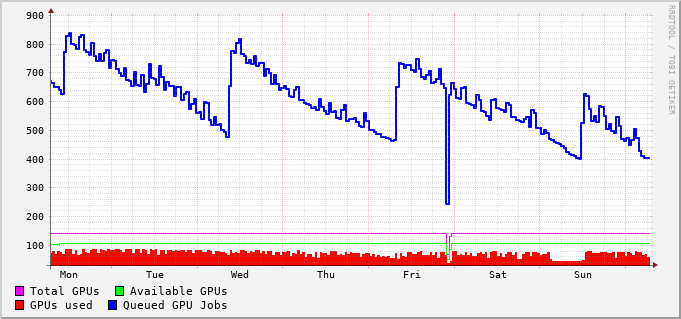 900
800
700
600
500
400
300
200
100
Mon Tue Wed Thu Fri Sat Sun
Total GPUs Available GPUs
GPUs used Queued GPU Jobs
RRDTOOL / TOBI OETIKER